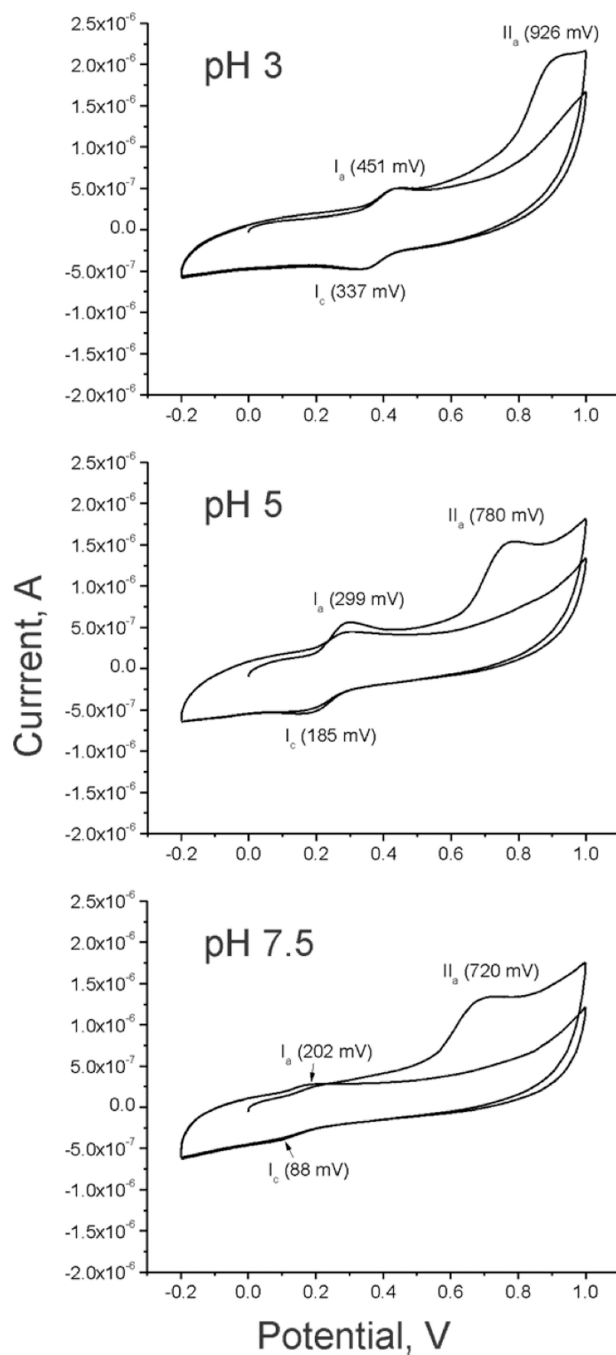 pH 3
II_a (926 mV)
I_a (451 mV)
I_c (337 mV)
2.5x10^-6
2.0x10^-6
1.5x10^-6
1.0x10^-6
5.0x10^-7
0.0
-5.0x10^-7
-1.0x10^-6
-1.5x10^-6
-2.0x10^-6
-0.2 0.0 0.2 0.4 0.6 0.8 1.0
pH 5
II_a (780 mV)
I_a (299 mV)
I_c (185 mV)
2.5x10^-6
2.0x10^-6
1.5x10^-6
1.0x10^-6
5.0x10^-7
0.0
-5.0x10^-7
-1.0x10^-6
-1.5x10^-6
-2.0x10^-6
-0.2 0.0 0.2 0.4 0.6 0.8 1.0
Currrent, A
pH 7.5
II_a (720 mV)
I_a (202 mV)
I_c (88 mV)
2.5x10^-6
2.0x10^-6
1.5x10^-6
1.0x10^-6
5.0x10^-7
0.0
-5.0x10^-7
-1.0x10^-6
-1.5x10^-6
-2.0x10^-6
-0.2 0.0 0.2 0.4 0.6 0.8 1.0
Potential, V